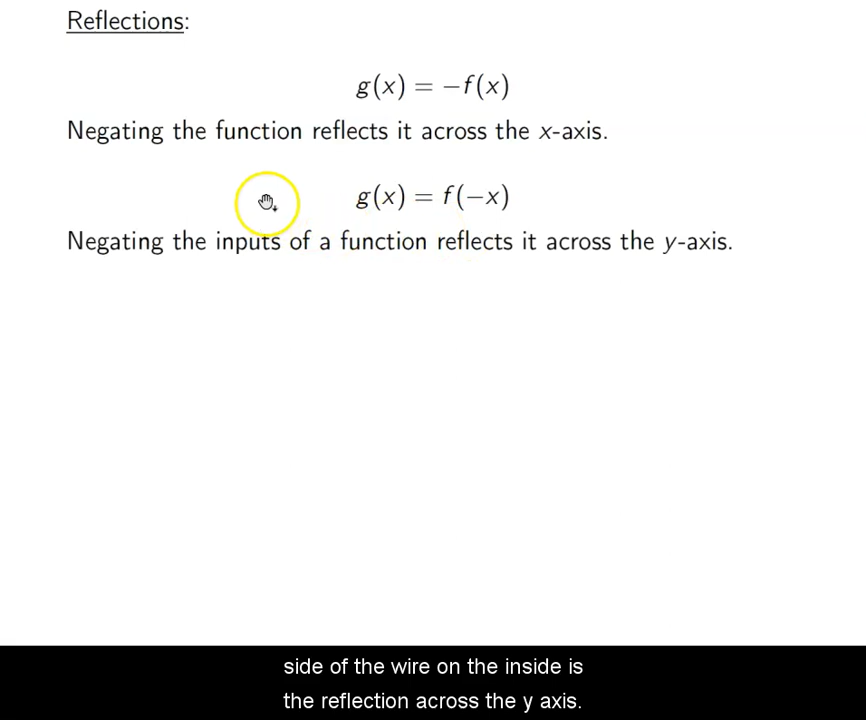 Reflections:
g(x) = −f(x)
Negating the function reflects it across the x-axis.
g(x) = f(−x)
Negating the inputs of a function reflects it across the y-axis.
side of the wire on the inside is
the reflection across the y axis.